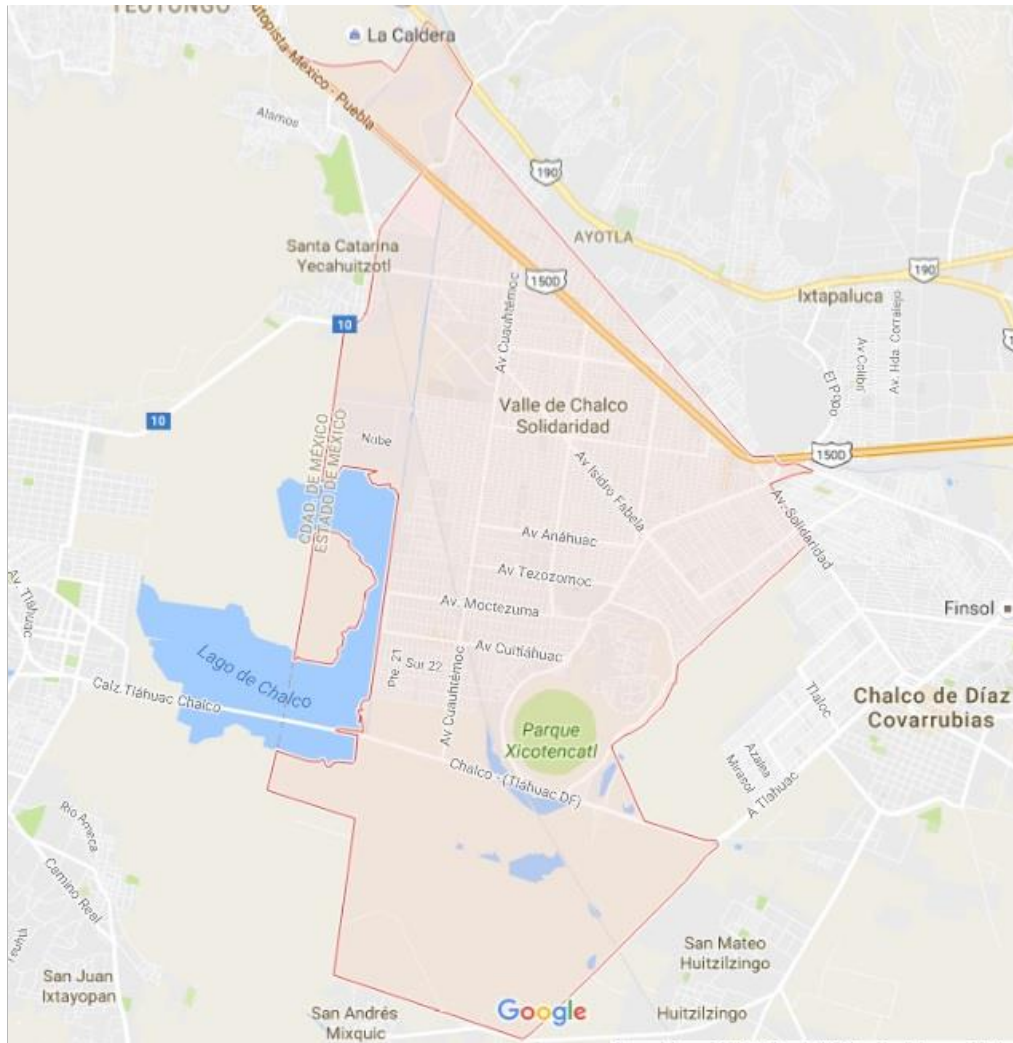 La Caldera
Autopista México - Puebla
Alamos
190
AYOTLA
Santa Catarina
Yecahuitzotl
150D
190
Ixtapaluca
10
Av Cuauhtémoc
El Popo
Av Colibri
Av. Hda. Corralejo
10
Valle de Chalco
Solidaridad
CDAD. DE MÉXICO
ESTADO DE MÉXICO
Nube
Av Isidro Fabela
150D
Av. Solidaridad
Av Anáhuac
Av Tezozomoc
Av. Moctezuma
Finsol
Av. Tláhuac
Av Cuitláhuac
Lago de Chalco
Pte. 21
Sur 22
Av Cuauhtémoc
Calz.Tláhuac Chalco
Tlaloc
Chalco de Díaz
Covarrubias
Parque
Xicotencatl
Azalea
Mirasol
A. Tlahuac
Chalco - (Tláhuac DF)
Rio Ameca
Camino Real
San Mateo
Huitzilzingo
San Juan
Ixtayopan
San Andrés
Mixquic
Google
Huitzilzingo